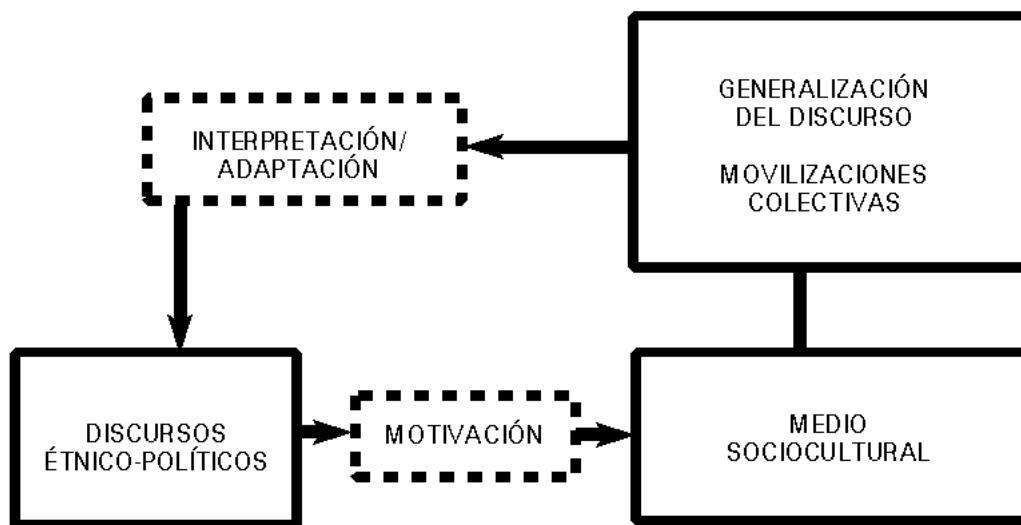 GENERALIZACIÓN
DEL DISCURSO
MOVILIZACIONES
COLECTIVAS
INTERPRETACIÓN/
ADAPTACIÓN
DISCURSOS
ÉTNICO-POLÍTICOS
MOTIVACIÓN
MEDIO
SOCIOCULTURAL